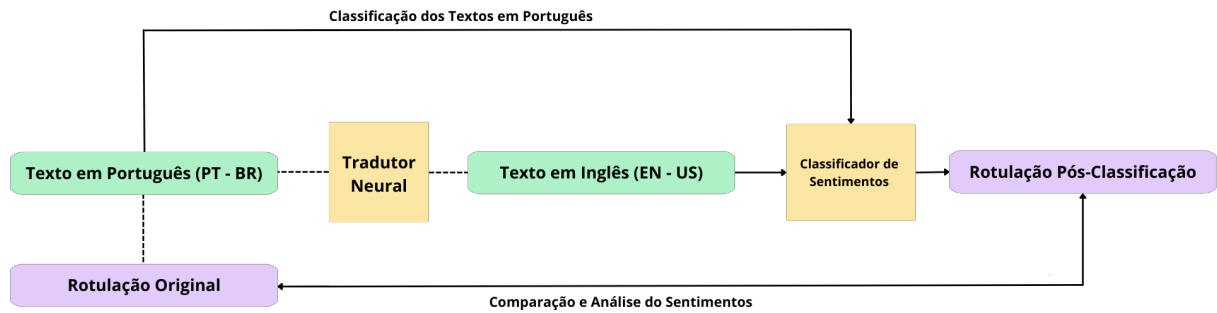 Classificação dos Textos em Português
Texto em Português (PT - BR)
Tradutor
Neural
Texto em Inglês (EN - US)
Classificador de
Sentimentos
Rotulação Pós-Classificação
Rotulação Original
Comparação e Análise do Sentimentos